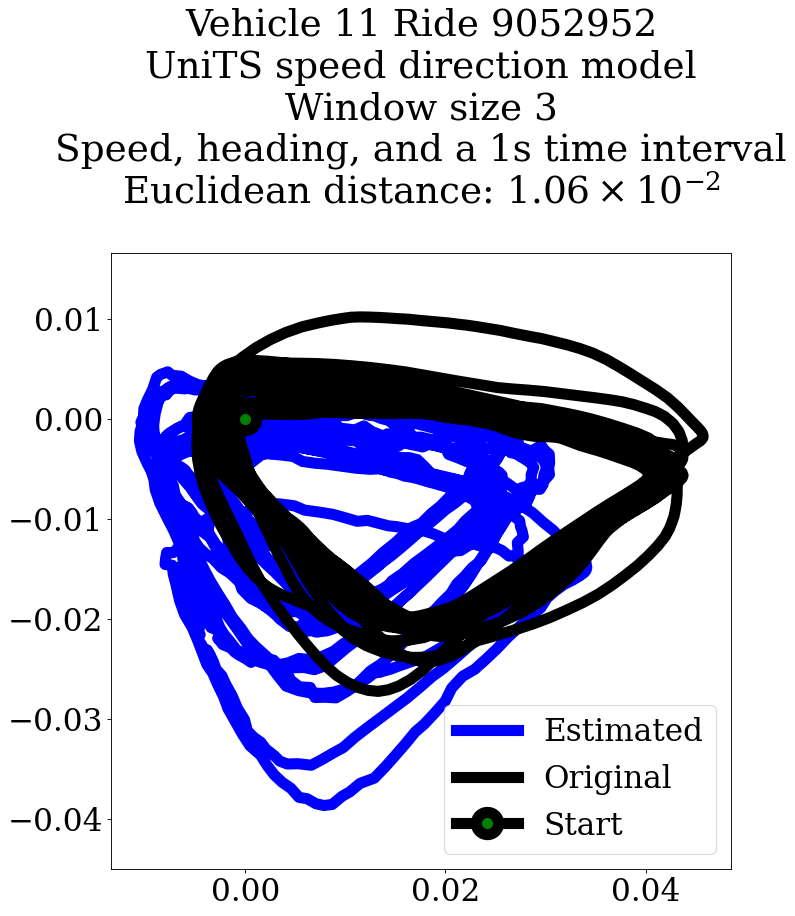 Vehicle 11 Ride 9052952
UniTS speed direction model
Window size 3
Speed, heading, and a 1s time interval
Euclidean distance: 1.06 × 10⁻²
0.01
0.00
−0.01
−0.02
−0.03
−0.04
Estimated
Original
Start
0.00 0.02 0.04